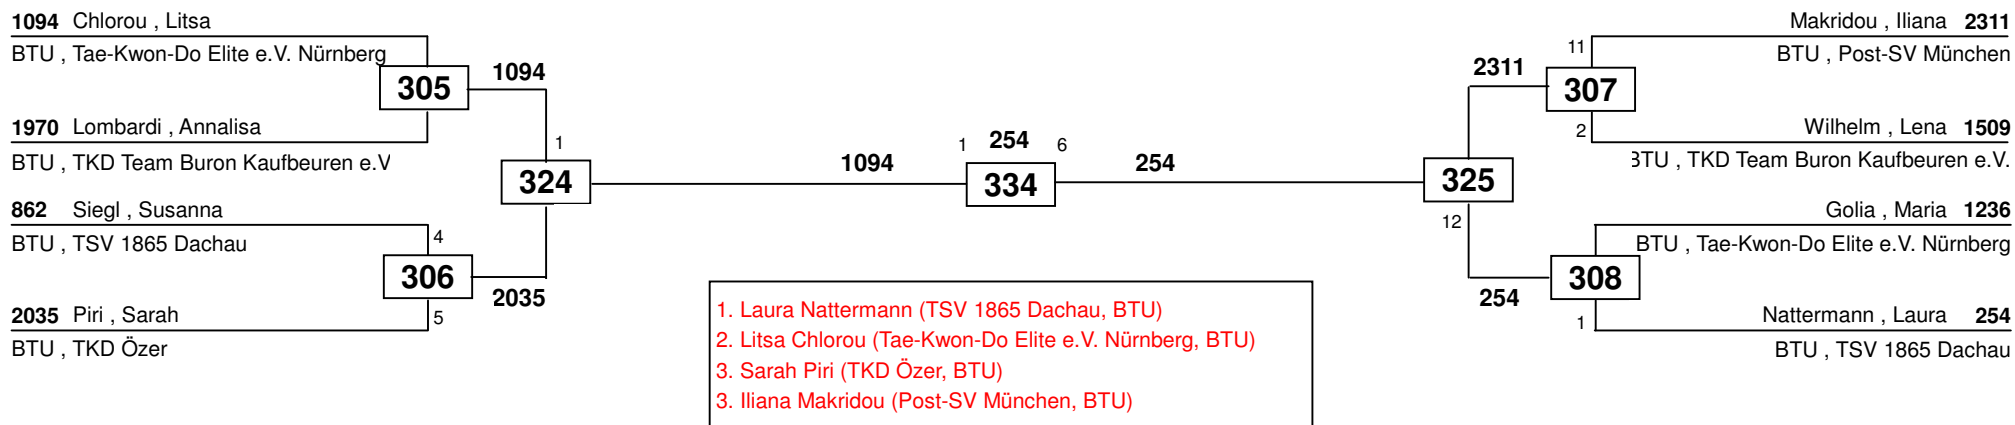 1094 Chlorou , Litsa
BTU , Tae-Kwon-Do Elite e.V. Nürnberg
305
1094
1970 Lombardi , Annalisa
BTU , TKD Team Buron Kaufbeuren e.V
1
324
862 Siegl , Susanna
BTU , TSV 1865 Dachau
4
306
2035
2035 Piri , Sarah
5
BTU , TKD Özer
1094
1 254 6
334
254
1. Laura Nattermann (TSV 1865 Dachau, BTU)
2. Litsa Chlorou (Tae-Kwon-Do Elite e.V. Nürnberg, BTU)
3. Sarah Piri (TKD Özer, BTU)
3. Iliana Makridou (Post-SV München, BTU)
Makridou , Iliana 2311
11
BTU , Post-SV München
2311
307
2
Wilhelm , Lena 1509
BTU , TKD Team Buron Kaufbeuren e.V.
325
12
Golia , Maria 1236
BTU , Tae-Kwon-Do Elite e.V. Nürnberg
308
254
1
Nattermann , Laura 254
BTU , TSV 1865 Dachau